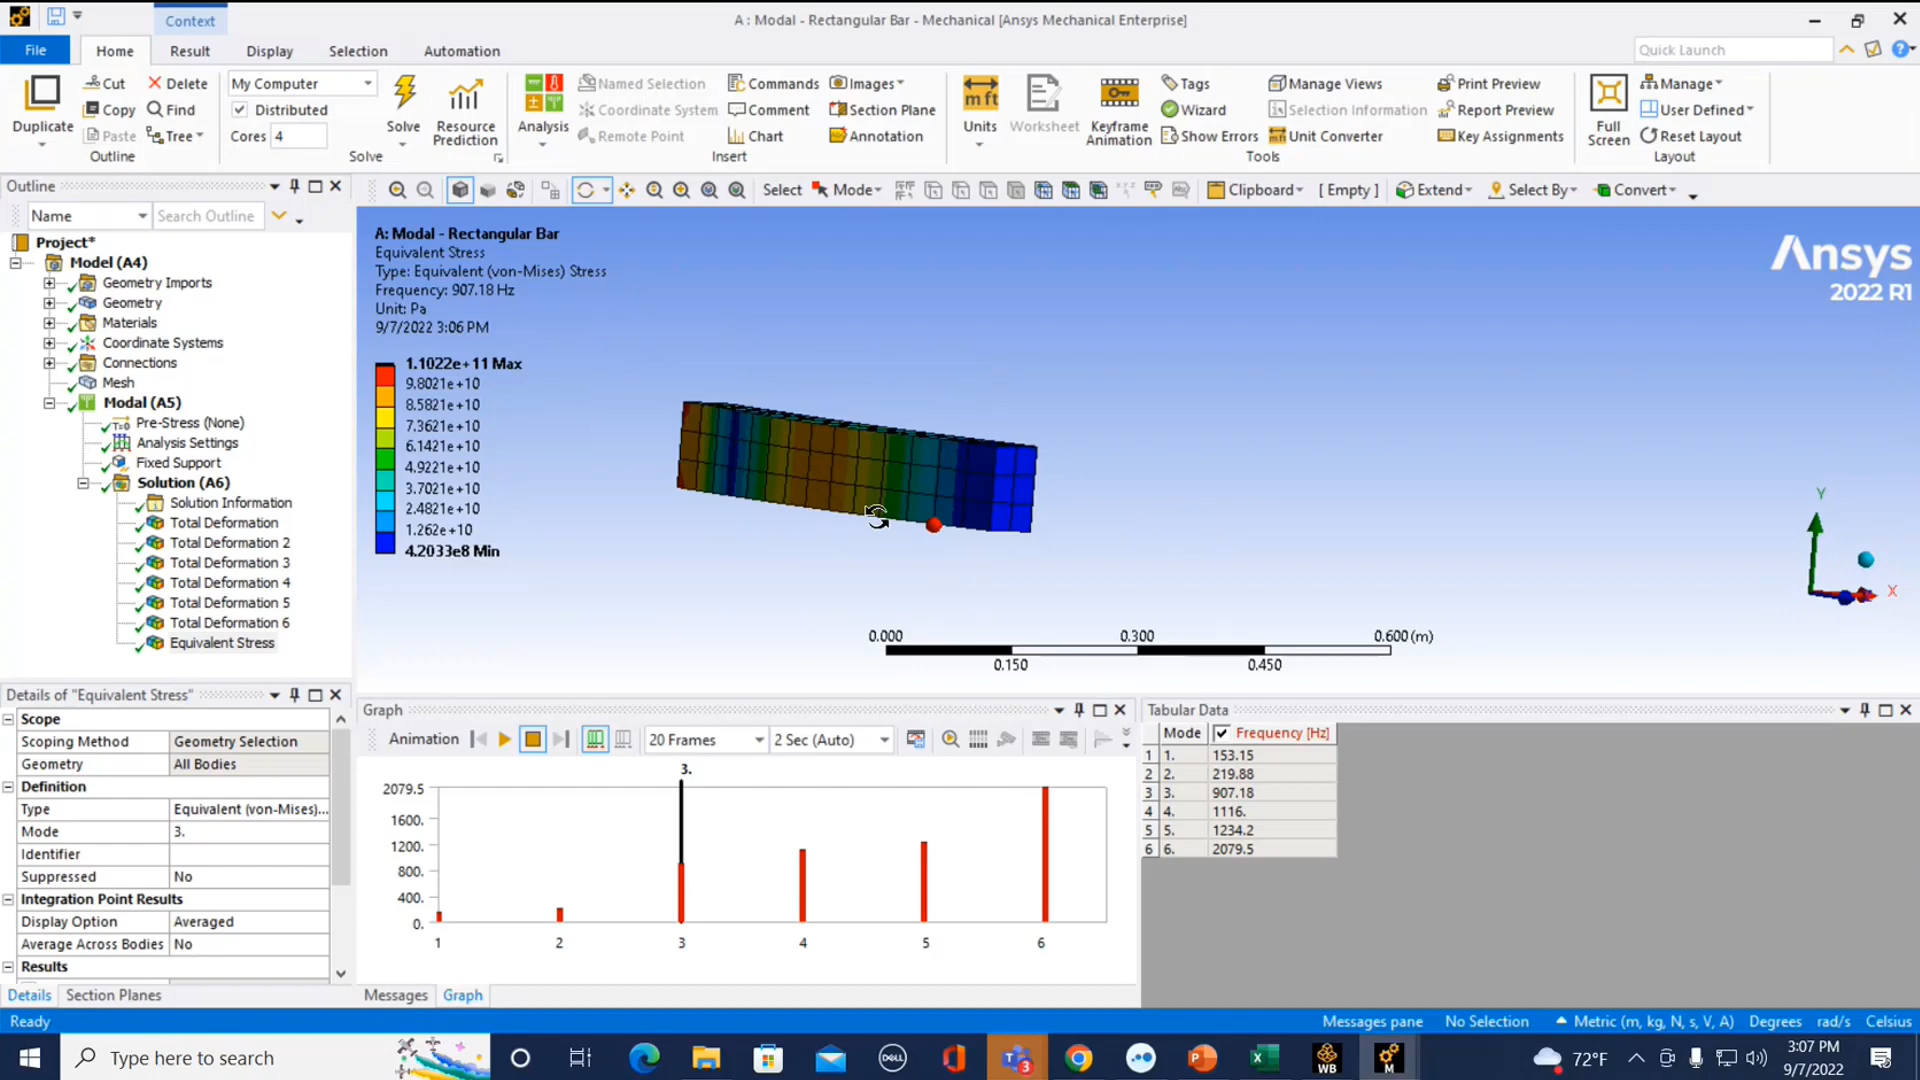 Context
A : Modal - Rectangular Bar - Mechanical [Ansys Mechanical Enterprise]
File Home Result Display Selection Automation
Quick Launch
Duplicate
Cut Delete
Copy Find
Paste Tree
Outline
My Computer
Distributed
Cores 4
Solve
Resource Prediction
Solve
Analysis
Named Selection Commands Images
Coordinate System Comment Section Plane
Remote Point Chart Annotation
Insert
mft
Units
Worksheet
Keyframe Animation
Tags Manage Views Print Preview
Wizard Selection Information Report Preview
Show Errors Unit Converter Key Assignments
Tools
Full Screen
Manage
User Defined
Reset Layout
Layout
Outline
Name Search Outline
Select Mode Clipboard [ Empty ] Extend Select By Convert
Project*
Model (A4)
Geometry Imports
Geometry
Materials
Coordinate Systems
Connections
Mesh
Modal (A5)
Pre-Stress (None)
Analysis Settings
Fixed Support
Solution (A6)
Solution Information
Total Deformation
Total Deformation 2
Total Deformation 3
Total Deformation 4
Total Deformation 5
Total Deformation 6
Equivalent Stress
A: Modal - Rectangular Bar
Equivalent Stress
Type: Equivalent (von-Mises) Stress
Frequency: 907.18 Hz
Unit: Pa
9/7/2022 3:06 PM
1.1022e+11 Max
9.8021e+10
8.5821e+10
7.3621e+10
6.1421e+10
4.9221e+10
3.7021e+10
2.4821e+10
1.262e+10
4.2033e8 Min
Ansys
2022 R1
Y
X
0.000 0.300 0.600 (m)
0.150 0.450
Details of "Equivalent Stress"
Scope
Scoping Method Geometry Selection
Geometry All Bodies
Definition
Type Equivalent (von-Mises)...
Mode 3.
Identifier
Suppressed No
Integration Point Results
Display Option Averaged
Average Across Bodies No
Results
Details Section Planes
Graph
Animation 20 Frames 2 Sec (Auto)
3.
2079.5
1600.
1200.
800.
400.
0.
1 2 3 4 5 6
Messages Graph
Tabular Data
Mode Frequency [Hz]
1 1. 153.15
2 2. 219.88
3 3. 907.18
4 4. 1116.
5 5. 1234.2
6 6. 2079.5
Ready
Messages pane No Selection Metric (m, kg, N, s, V, A) Degrees rad/s Celsius
Type here to search
DELL
3
WB
M
72°F
3:07 PM
9/7/2022